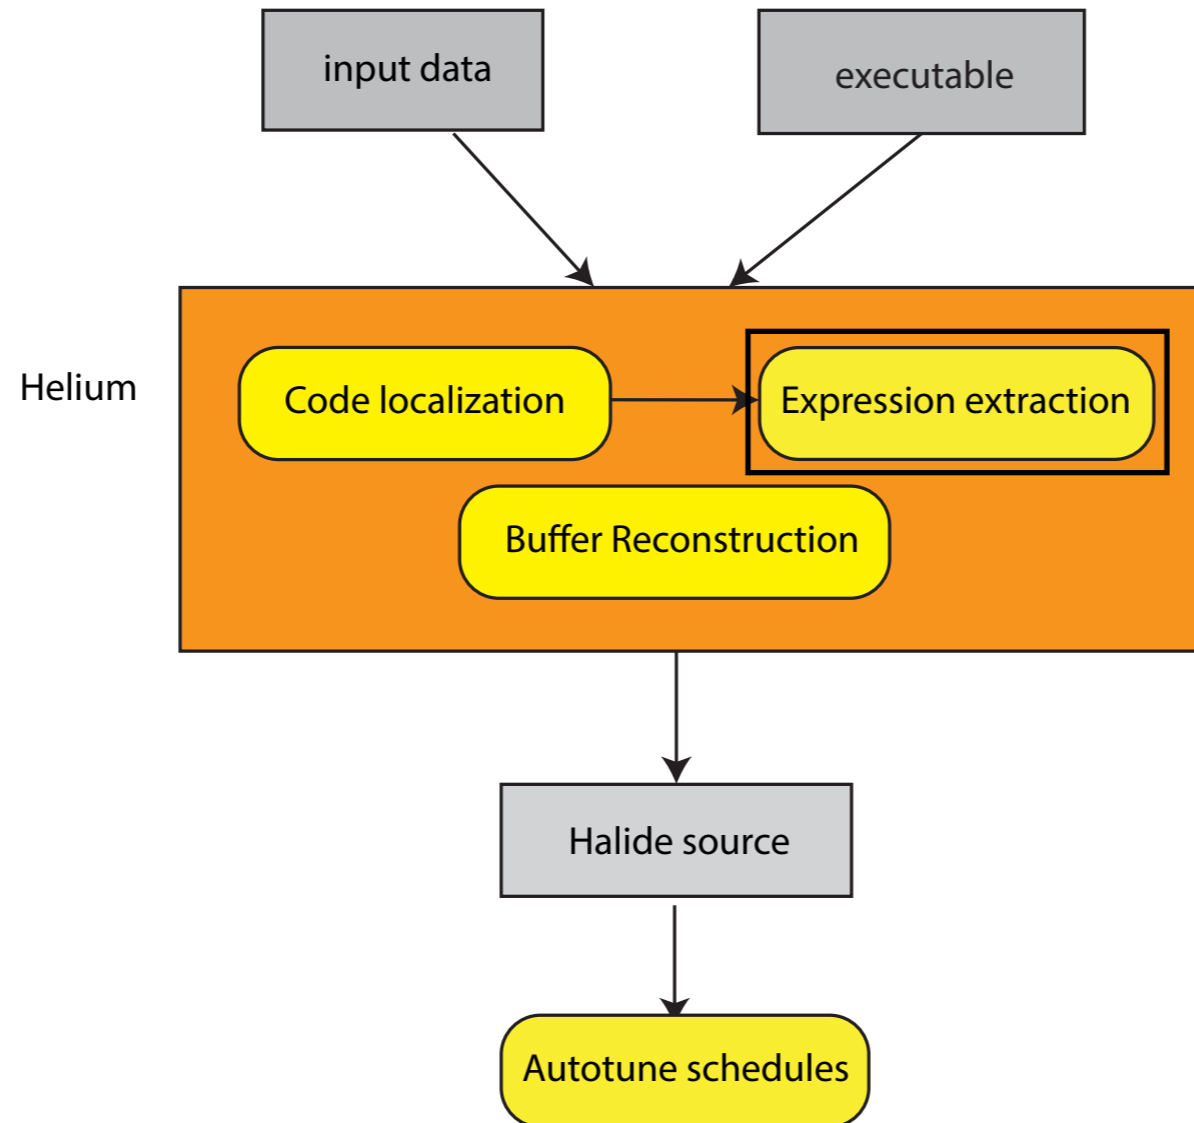 input data
executable
Helium
Code localization
Expression extraction
Buffer Reconstruction
Halide source
Autotune schedules